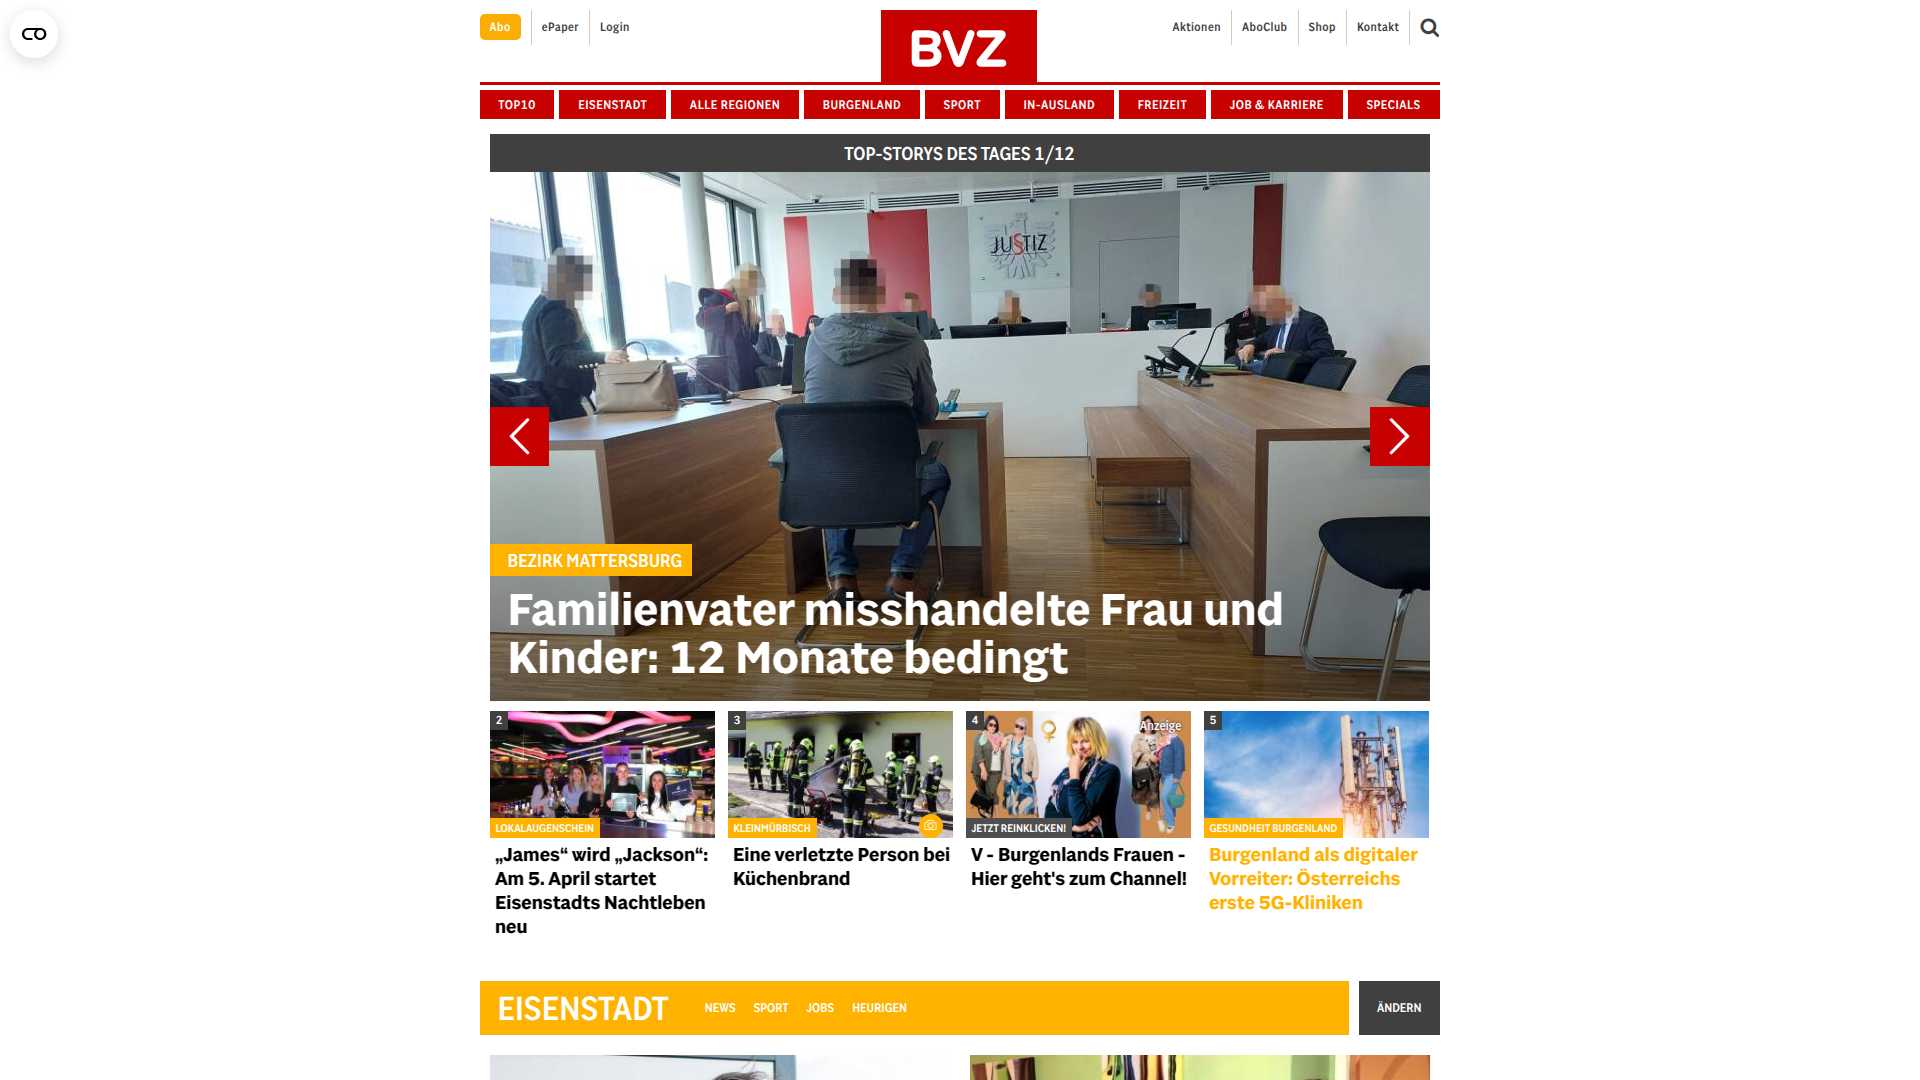 Abo
ePaper
Login
BVZ
Aktionen
AboClub
Shop
Kontakt
TOP10
EISENSTADT
ALLE REGIONEN
BURGENLAND
SPORT
IN-AUSLAND
FREIZEIT
JOB & KARRIERE
SPECIALS
TOP-STORYS DES TAGES 1/12
JUSTIZ
BEZIRK MATTERSBURG
Familienvater misshandelte Frau und
Kinder: 12 Monate bedingt
2
LOKALAUGENSCHEIN
„James“ wird „Jackson“:
Am 5. April startet
Eisenstadts Nachtleben
neu
3
KLEINMÜRBISCH
Eine verletzte Person bei
Küchenbrand
4
Anzeige
JETZT REINKLICKEN!
V - Burgenlands Frauen -
Hier geht's zum Channel!
5
GESUNDHEIT BURGENLAND
Burgenland als digitaler
Vorreiter: Österreichs
erste 5G-Kliniken
EISENSTADT
NEWS
SPORT
JOBS
HEURIGEN
ÄNDERN